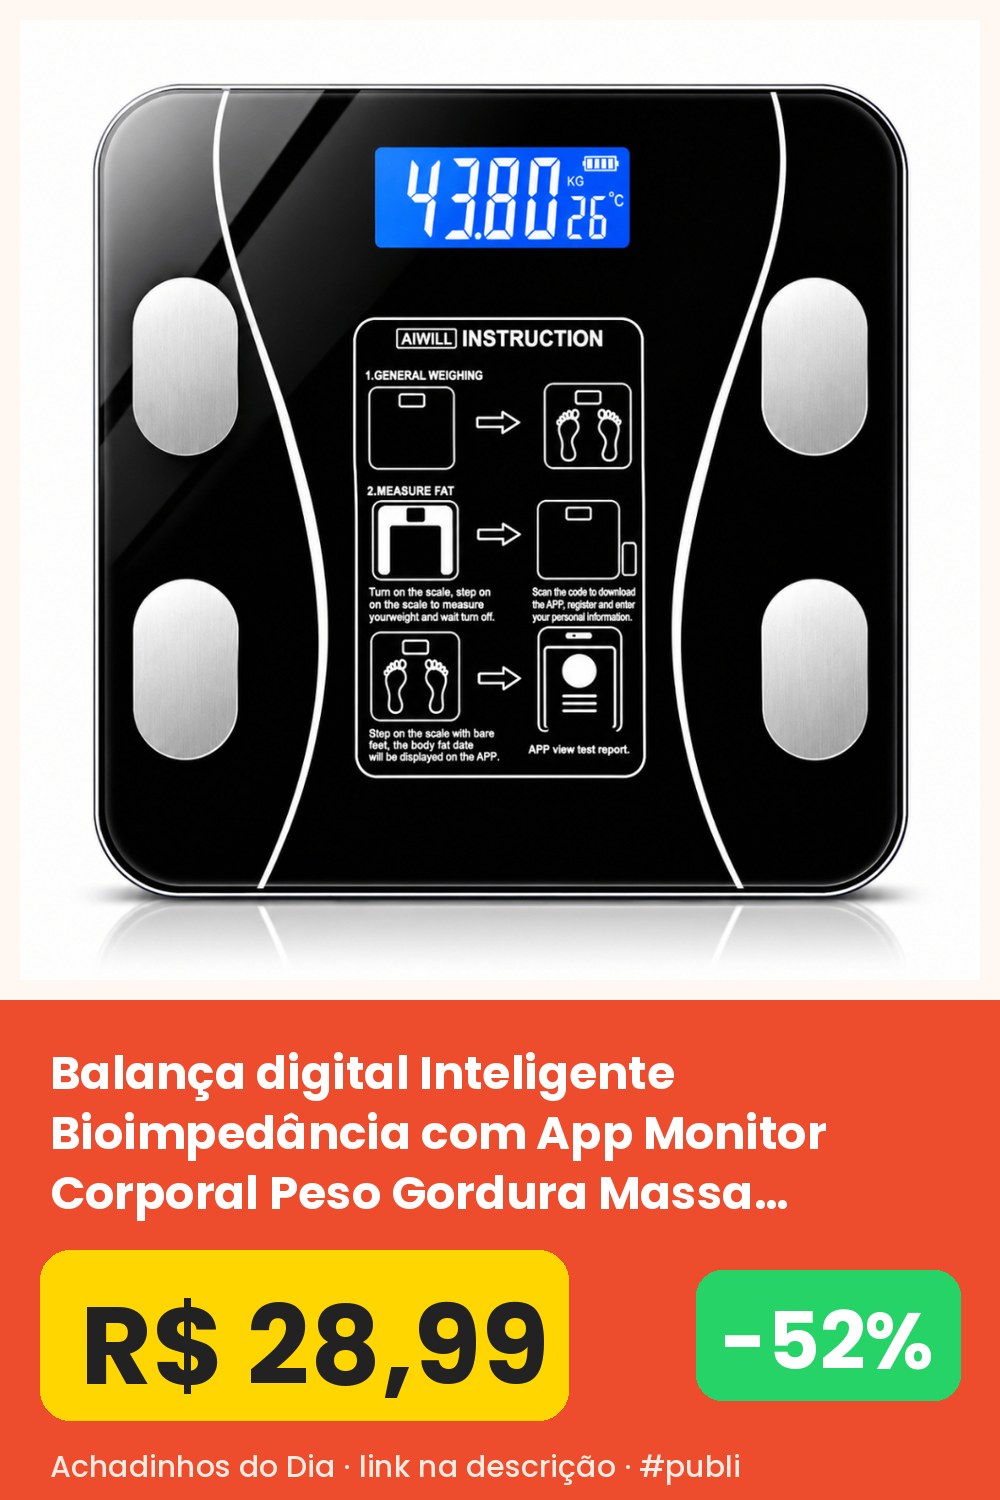 43.80 KG 26°C
AIWILL INSTRUCTION
1.GENERAL WEIGHING
2.MEASURE FAT
Turn on the scale, step on
on the scale to measure
yourweight and wait turn off.
Scan the code to download
the APP, register and enter
your personal information.
Step on the scale with bare
feet, the body fat date
will be displayed on the APP.
APP view test report.
Balança digital Inteligente
Bioimpedância com App Monitor
Corporal Peso Gordura Massa...
R$ 28,99
-52%
Achadinhos do Dia · link na descrição · #publi